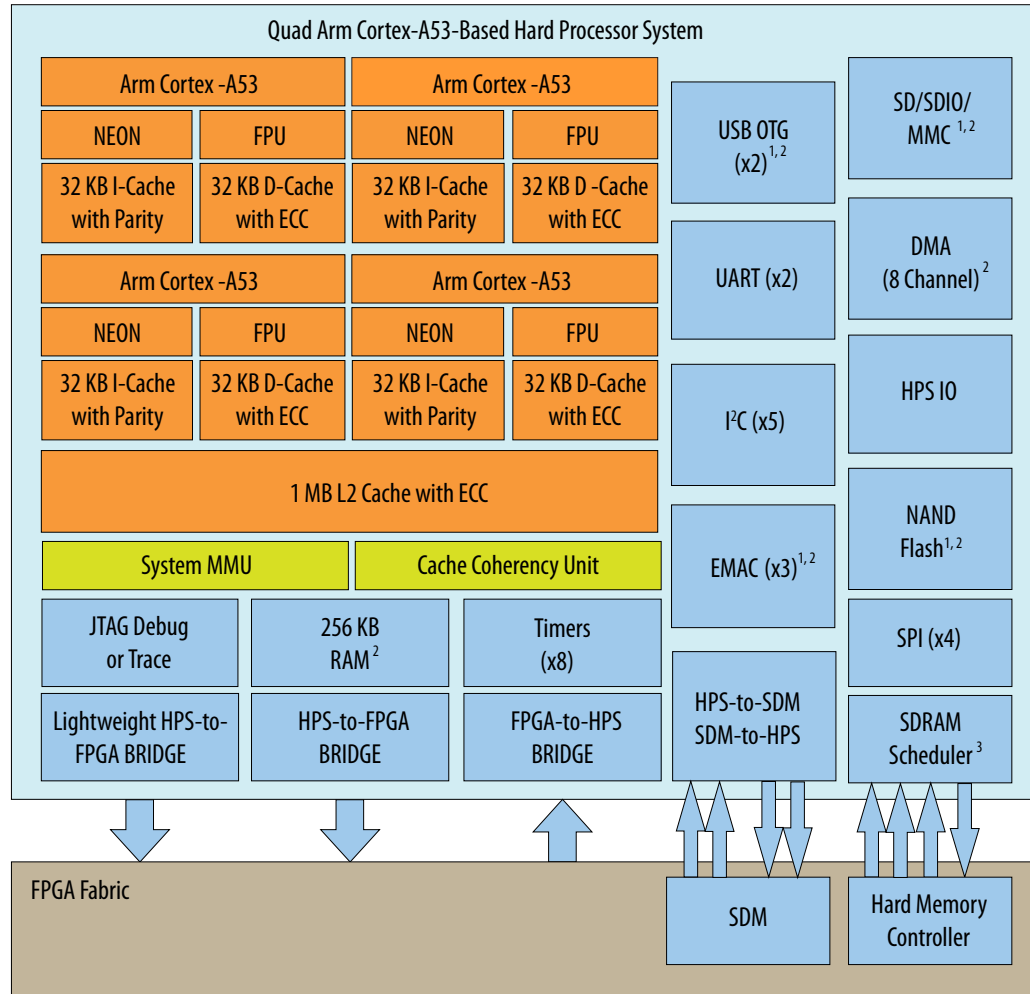 Quad Arm Cortex-A53-Based Hard Processor System
Arm Cortex -A53
Arm Cortex -A53
NEON
FPU
NEON
FPU
32 KB I-Cache
with Parity
32 KB D-Cache
with ECC
32 KB I-Cache
with Parity
32 KB D -Cache
with ECC
Arm Cortex -A53
Arm Cortex -A53
NEON
FPU
NEON
FPU
32 KB I-Cache
with Parity
32 KB D-Cache
with ECC
32 KB I-Cache
with Parity
32 KB D-Cache
with ECC
1 MB L2 Cache with ECC
System MMU
Cache Coherency Unit
JTAG Debug
or Trace
256 KB
RAM 2
Timers
(x8)
Lightweight HPS-to-
FPGA BRIDGE
HPS-to-FPGA
BRIDGE
FPGA-to-HPS
BRIDGE
USB OTG
(x2) 1, 2
UART (x2)
I2C (x5)
EMAC (x3) 1, 2
HPS-to-SDM
SDM-to-HPS
SD/SDIO/
MMC 1, 2
DMA
(8 Channel) 2
HPS IO
NAND
Flash 1, 2
SPI (x4)
SDRAM
Scheduler 3
FPGA Fabric
SDM
Hard Memory
Controller